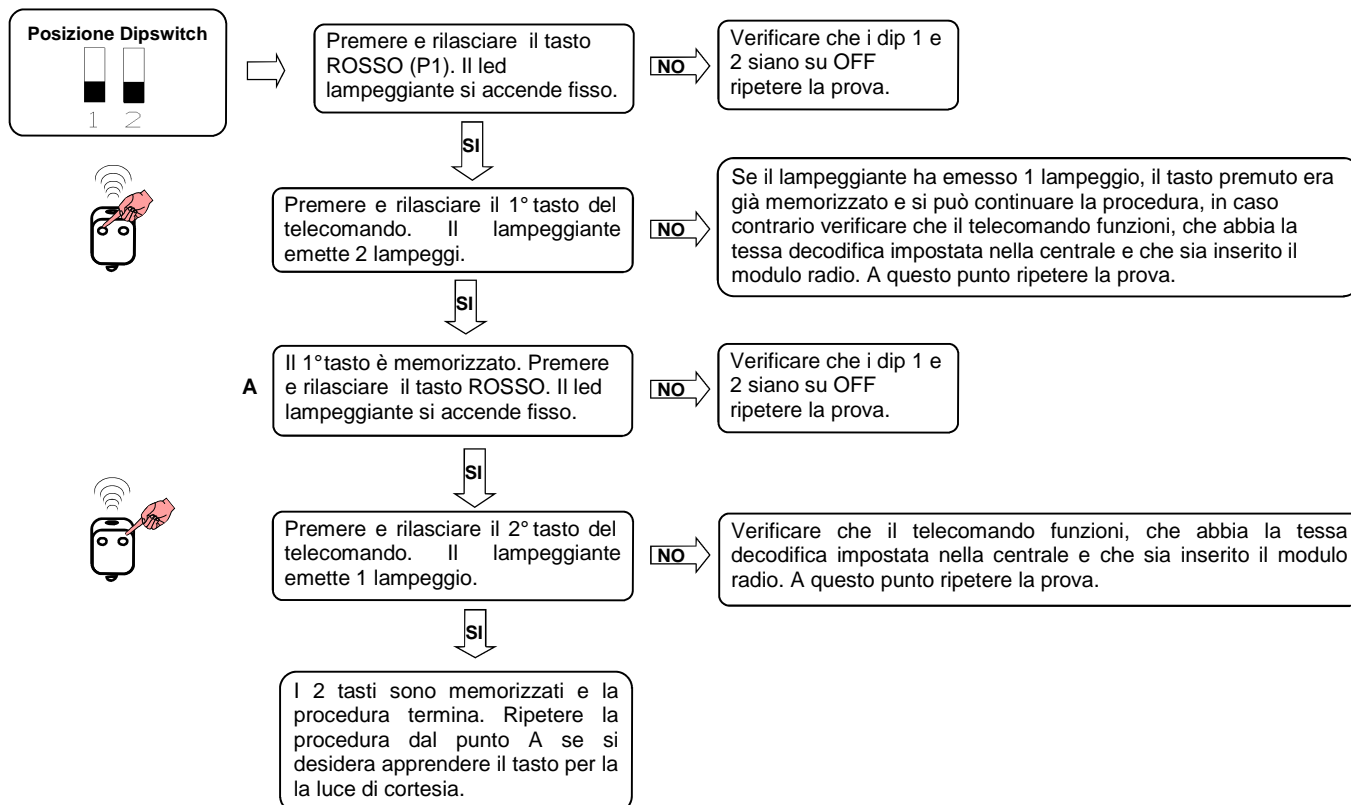 Posizione Dipswitch
1 2
Premere e rilasciare il tasto
ROSSO (P1). Il led
lampeggiante si accende fisso.
NO
Verificare che i dip 1 e
2 siano su OFF
ripetere la prova.
SI
Premere e rilasciare il 1° tasto del
telecomando. Il lampeggiante
emette 2 lampeggi.
NO
Se il lampeggiante ha emesso 1 lampeggio, il tasto premuto era
già memorizzato e si può continuare la procedura, in caso
contrario verificare che il telecomando funzioni, che abbia la
tessa decodifica impostata nella centrale e che sia inserito il
modulo radio. A questo punto ripetere la prova.
SI
A
Il 1° tasto è memorizzato. Premere
e rilasciare il tasto ROSSO. Il led
lampeggiante si accende fisso.
NO
Verificare che i dip 1 e
2 siano su OFF
ripetere la prova.
SI
Premere e rilasciare il 2° tasto del
telecomando. Il lampeggiante
emette 1 lampeggio.
NO
Verificare che il telecomando funzioni, che abbia la tessa
decodifica impostata nella centrale e che sia inserito il modulo
radio. A questo punto ripetere la prova.
SI
I 2 tasti sono memorizzati e la
procedura termina. Ripetere la
procedura dal punto A se si
desidera apprendere il tasto per la
la luce di cortesia.